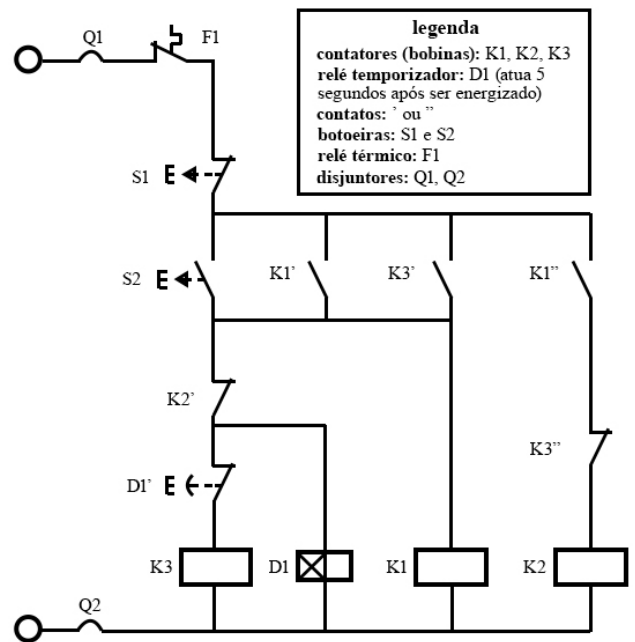 Q1
F1
legenda
contatores (bobinas): K1, K2, K3
relé temporizador: D1 (atua 5
segundos após ser energizado)
contatos: ’ ou ”
botoeiras: S1 e S2
relé térmico: F1
disjuntores: Q1, Q2
S1
S2
K1’
K3’
K1”
K2’
K3”
D1’
K3
D1
K1
K2
Q2